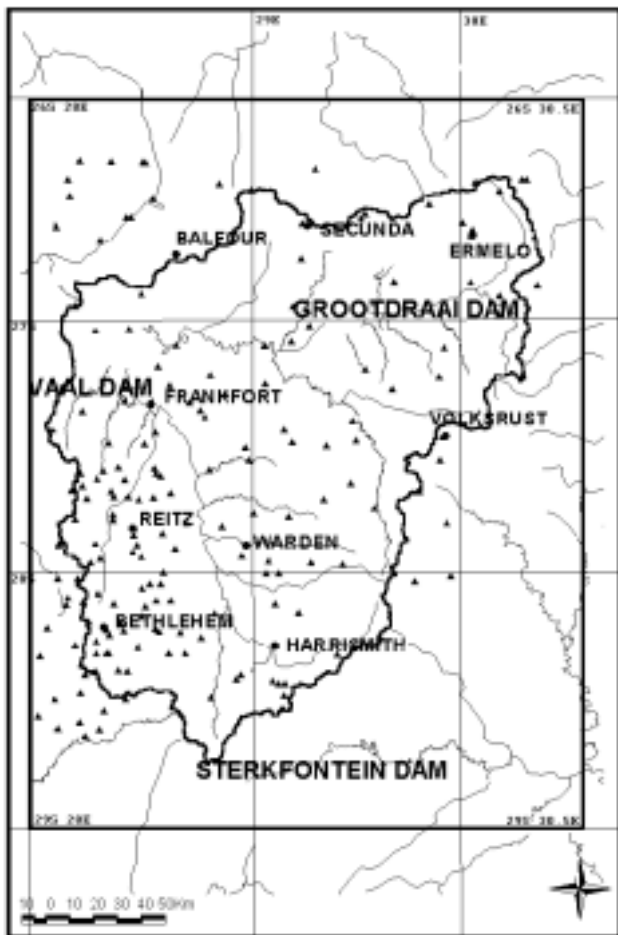 29E 30E
26S 28E 26S 30.5E
SECUNDA
BALFOUR
ERMELO
GROOTDRAAI DAM
27S
VAAL DAM
FRANKFORT
VOLKSRUST
REITZ
WARDEN
28S
BETHLEHEM
HARRISMITH
STERKFONTEIN DAM
29S 28E 29S 30.5E
10 0 10 20 30 40 50Km